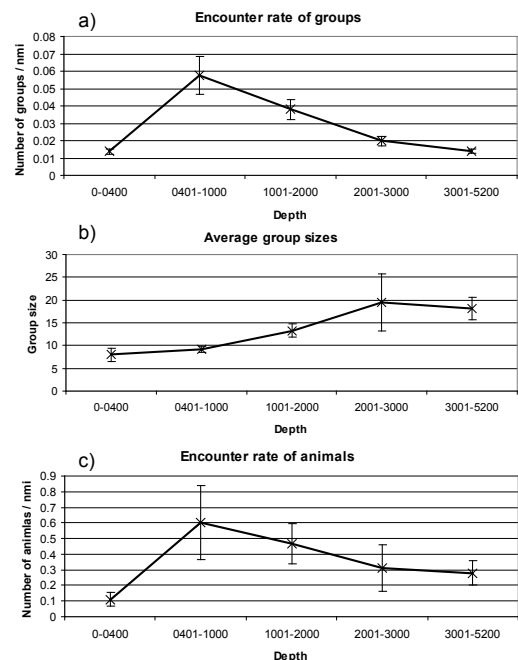 a)
Encounter rate of groups
Number of groups / nmi
0.08
0.07
0.06
0.05
0.04
0.03
0.02
0.01
0
0-0400 0401-1000 1001-2000 2001-3000 3001-5200
Depth
b)
Average group sizes
Group size
30
25
20
15
10
5
0
0-0400 0401-1000 1001-2000 2001-3000 3001-5200
Depth
c)
Encounter rate of animals
Number of animlas / nmi
0.9
0.8
0.7
0.6
0.5
0.4
0.3
0.2
0.1
0
0-0400 0401-1000 1001-2000 2001-3000 3001-5200
Depth